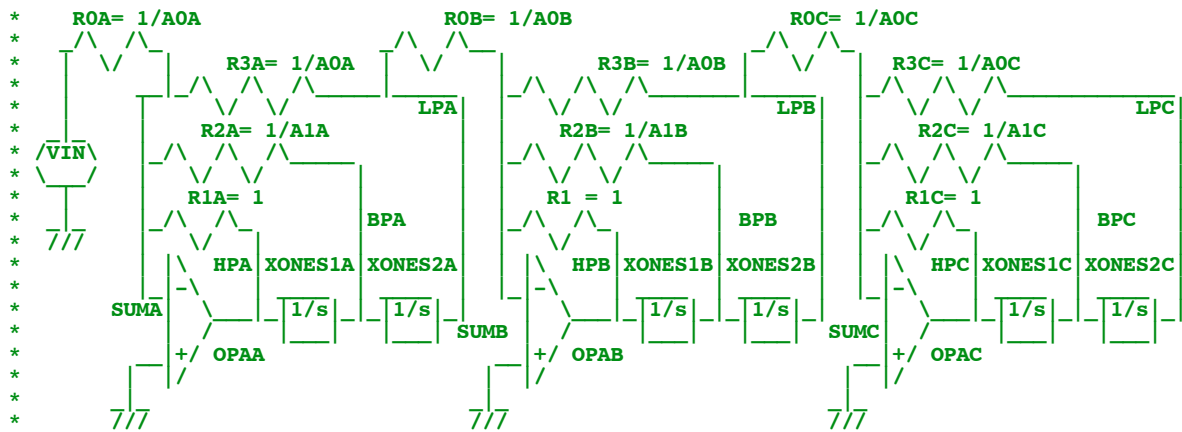 R0A= 1/A0A R0B= 1/A0B R0C= 1/A0C
R3A= 1/A0A R3B= 1/A0B R3C= 1/A0C
LPA LPB LPC
R2A= 1/A1A R2B= 1/A1B R2C= 1/A1C
VIN
R1A= 1 R1 = 1 R1C= 1
BPA BPB BPC
HPA XONES1A XONES2A HPB XONES1B XONES2B HPC XONES1C XONES2C
- - -
SUMA 1/s 1/s 1/s 1/s 1/s 1/s
SUMB SUMC
+ OPAA + OPAB + OPAC